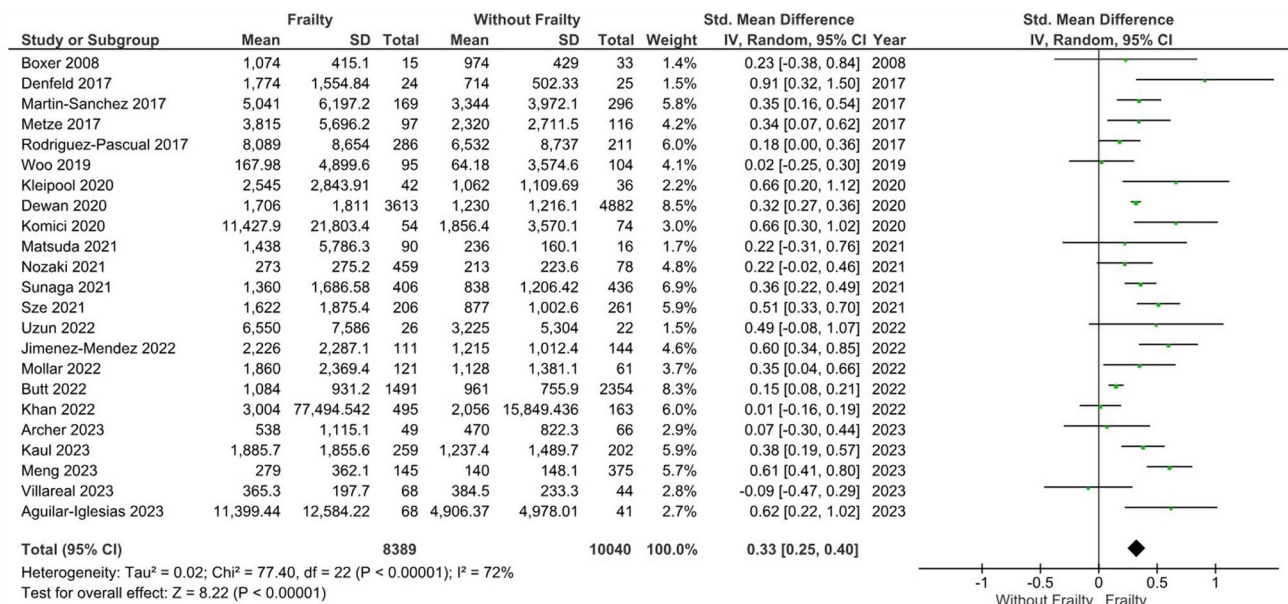 Frailty Without Frailty Std. Mean Difference Std. Mean Difference
Study or Subgroup Mean SD Total Mean SD Total Weight IV, Random, 95% CI Year IV, Random, 95% CI
Boxer 2008 1,074 415.1 15 974 429 33 1.4% 0.23 [-0.38, 0.84] 2008
Denfeld 2017 1,774 1,554.84 24 714 502.33 25 1.5% 0.91 [0.32, 1.50] 2017
Martin-Sanchez 2017 5,041 6,197.2 169 3,344 3,972.1 296 5.8% 0.35 [0.16, 0.54] 2017
Metze 2017 3,815 5,696.2 97 2,320 2,711.5 116 4.2% 0.34 [0.07, 0.62] 2017
Rodriguez-Pascual 2017 8,089 8,654 286 6,532 8,737 211 6.0% 0.18 [0.00, 0.36] 2017
Woo 2019 167.98 4,899.6 95 64.18 3,574.6 104 4.1% 0.02 [-0.25, 0.30] 2019
Kleipool 2020 2,545 2,843.91 42 1,062 1,109.69 36 2.2% 0.66 [0.20, 1.12] 2020
Dewan 2020 1,706 1,811 3613 1,230 1,216.1 4882 8.5% 0.32 [0.27, 0.36] 2020
Komici 2020 11,427.9 21,803.4 54 1,856.4 3,570.1 74 3.0% 0.66 [0.30, 1.02] 2020
Matsuda 2021 1,438 5,786.3 90 236 160.1 16 1.7% 0.22 [-0.31, 0.76] 2021
Nozaki 2021 273 275.2 459 213 223.6 78 4.8% 0.22 [-0.02, 0.46] 2021
Sunaga 2021 1,360 1,686.58 406 838 1,206.42 436 6.9% 0.36 [0.22, 0.49] 2021
Sze 2021 1,622 1,875.4 206 877 1,002.6 261 5.9% 0.51 [0.33, 0.70] 2021
Uzun 2022 6,550 7,586 26 3,225 5,304 22 1.5% 0.49 [-0.08, 1.07] 2022
Jimenez-Mendez 2022 2,226 2,287.1 111 1,215 1,012.4 144 4.6% 0.60 [0.34, 0.85] 2022
Mollar 2022 1,860 2,369.4 121 1,128 1,381.1 61 3.7% 0.35 [0.04, 0.66] 2022
Butt 2022 1,084 931.2 1491 961 755.9 2354 8.3% 0.15 [0.08, 0.21] 2022
Khan 2022 3,004 77,494.542 495 2,056 15,849.436 163 6.0% 0.01 [-0.16, 0.19] 2022
Archer 2023 538 1,115.1 49 470 822.3 66 2.9% 0.07 [-0.30, 0.44] 2023
Kaul 2023 1,885.7 1,855.6 259 1,237.4 1,489.7 202 5.9% 0.38 [0.19, 0.57] 2023
Meng 2023 279 362.1 145 140 148.1 375 5.7% 0.61 [0.41, 0.80] 2023
Villareal 2023 365.3 197.7 68 384.5 233.3 44 2.8% -0.09 [-0.47, 0.29] 2023
Aguilar-Iglesias 2023 11,399.44 12,584.22 68 4,906.37 4,978.01 41 2.7% 0.62 [0.22, 1.02] 2023
Total (95% CI) 8389 10040 100.0% 0.33 [0.25, 0.40]
Heterogeneity: Tau² = 0.02; Chi² = 77.40, df = 22 (P < 0.00001); I² = 72%
Test for overall effect: Z = 8.22 (P < 0.00001)
-1 -0.5 0 0.5 1
Without Frailty Frailty